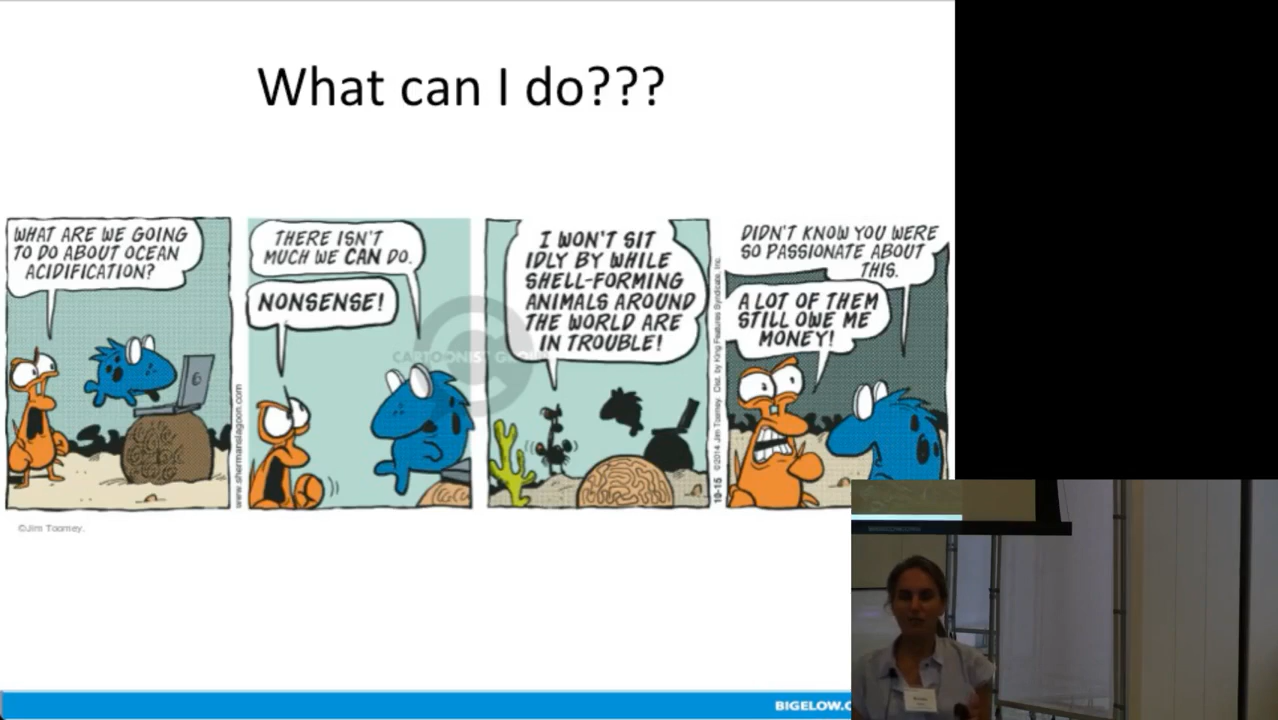 What can I do???
WHAT ARE WE GOING
TO DO ABOUT OCEAN
ACIDIFICATION?
THERE ISN'T
MUCH WE CAN DO.
NONSENSE!
I WON'T SIT
IDLY BY WHILE
SHELL-FORMING
ANIMALS AROUND
THE WORLD ARE
IN TROUBLE!
DIDN'T KNOW YOU WERE
SO PASSIONATE ABOUT
THIS.
A LOT OF THEM
STILL OWE ME
MONEY!
www.shermanslagoon.com
CARTOONIST
10-15 ©2014 Jim Toomey. Dist. by King Features Syndicate, Inc.
©Jim Toomey.
BIGELOW.